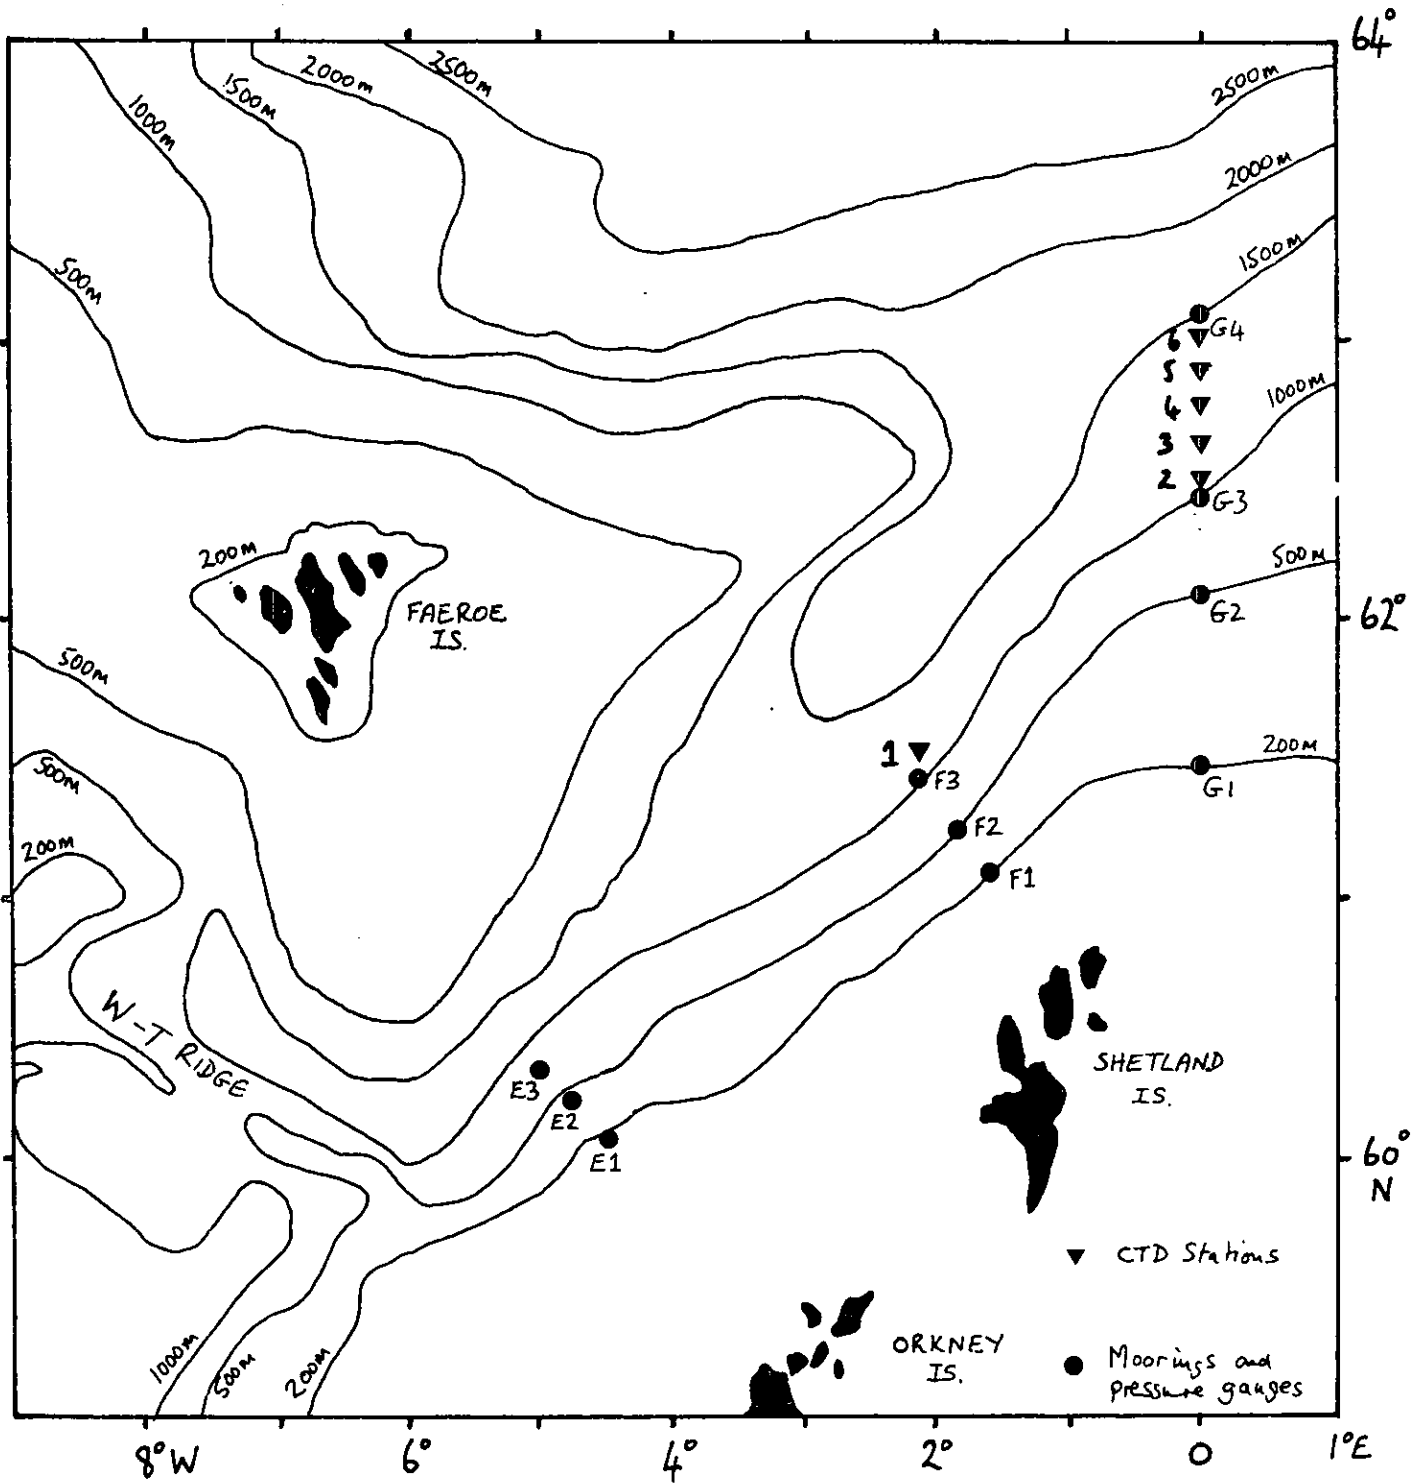 64°
2500m
2000m
2500m
1500m
1000m
2000m
1500m
500m
G4
6
5
1000m
4
3
2
G3
500m
200m
G2
FAEROE
IS.
62°
500m
200m
1
F3
G1
500m
F2
200m
F1
W-T RIDGE
SHETLAND
IS.
E3
E2
E1
60°
N
CTD Stations
ORKNEY
IS.
Moorings and
pressure gauges
1000m
500m
200m
8°W
6°
4°
2°
0
1°E